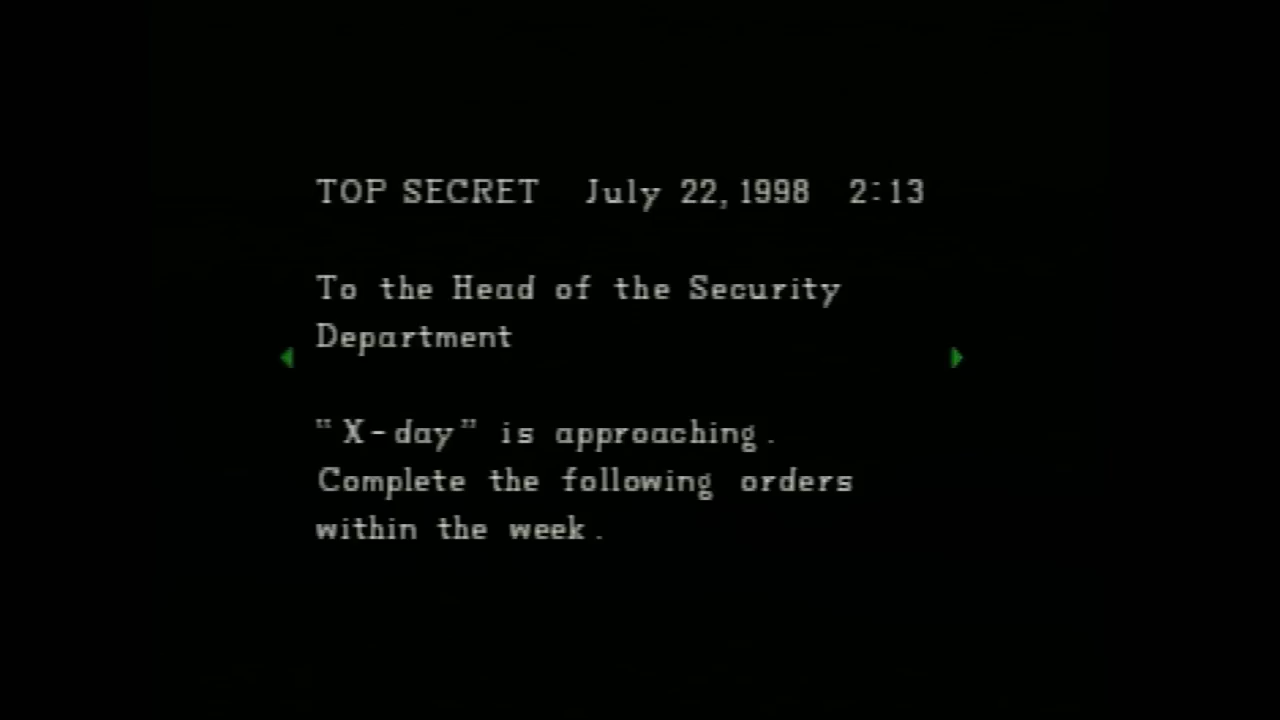 TOP SECRET July 22, 1998 2:13
To the Head of the Security
Department
"X-day" is approaching.
Complete the following orders
within the week.